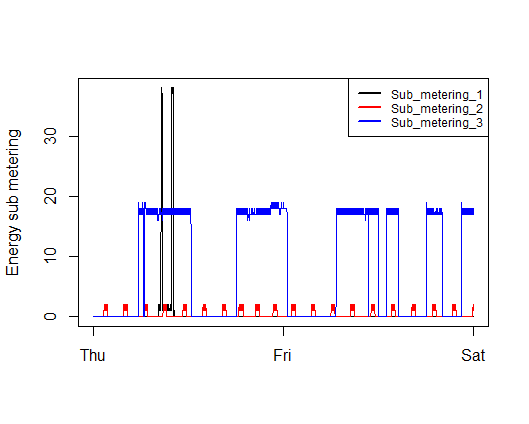 Sub_metering_1
Sub_metering_2
Sub_metering_3
Energy sub metering
30
20
10
0
Thu
Fri
Sat